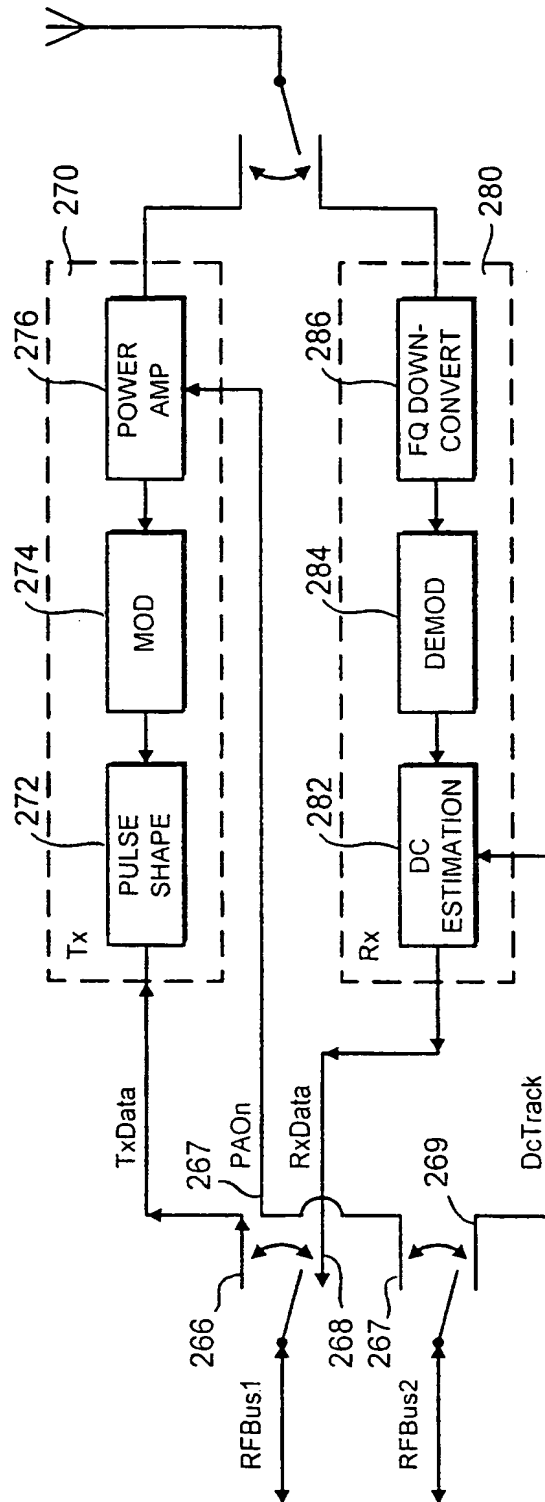 270
276
POWER
AMP
274
MOD
272
PULSE
SHAPE
Tx
TxData
267
PAOn
RxData
266
RFBus1
268
280
286
FQ DOWN-
CONVERT
284
DEMOD
282
DC
ESTIMATION
Rx
269
DcTrack
267
RFBus2